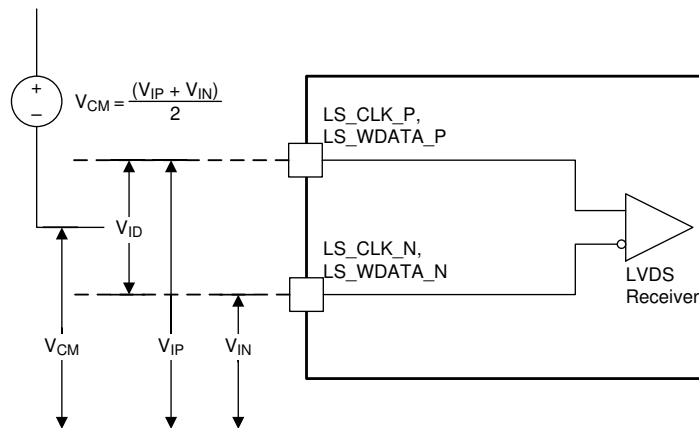 +
−
V_CM = (V_IP + V_IN)
2
LS_CLK_P,
LS_WDATA_P
V_ID
LS_CLK_N,
LS_WDATA_N
LVDS
Receiver
V_CM
V_IP
V_IN